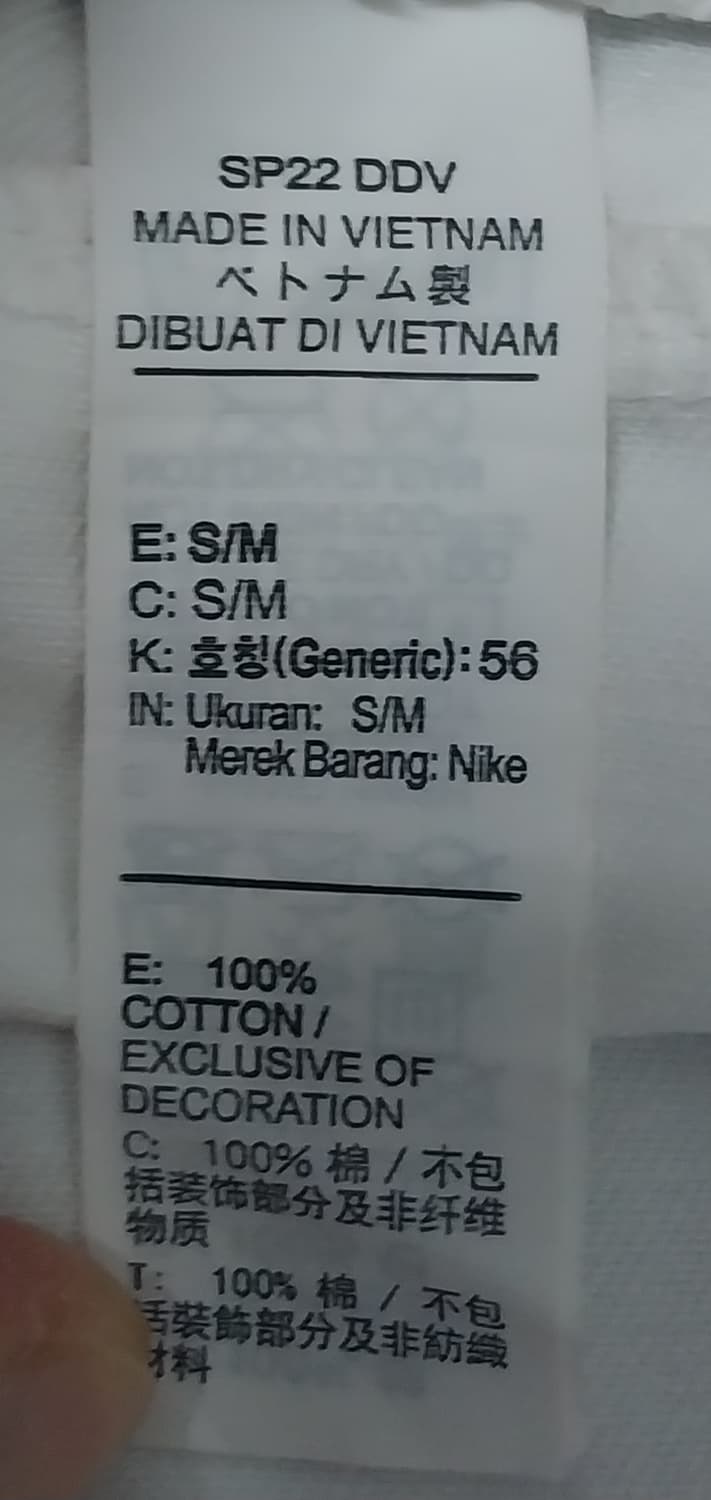 SP22 DDV
MADE IN VIETNAM
ベトナム製
DIBUAT DI VIETNAM
E: S/M
C: S/M
K: 호칭(Generic): 56
IN: Ukuran: S/M
Merek Barang: Nike
E: 100%
COTTON /
EXCLUSIVE OF
DECORATION
C: 100% 棉 / 不包
括装饰部分及非纤维
物质
T: 100% 棉 / 不包
括裝飾部分及非紡織
材料